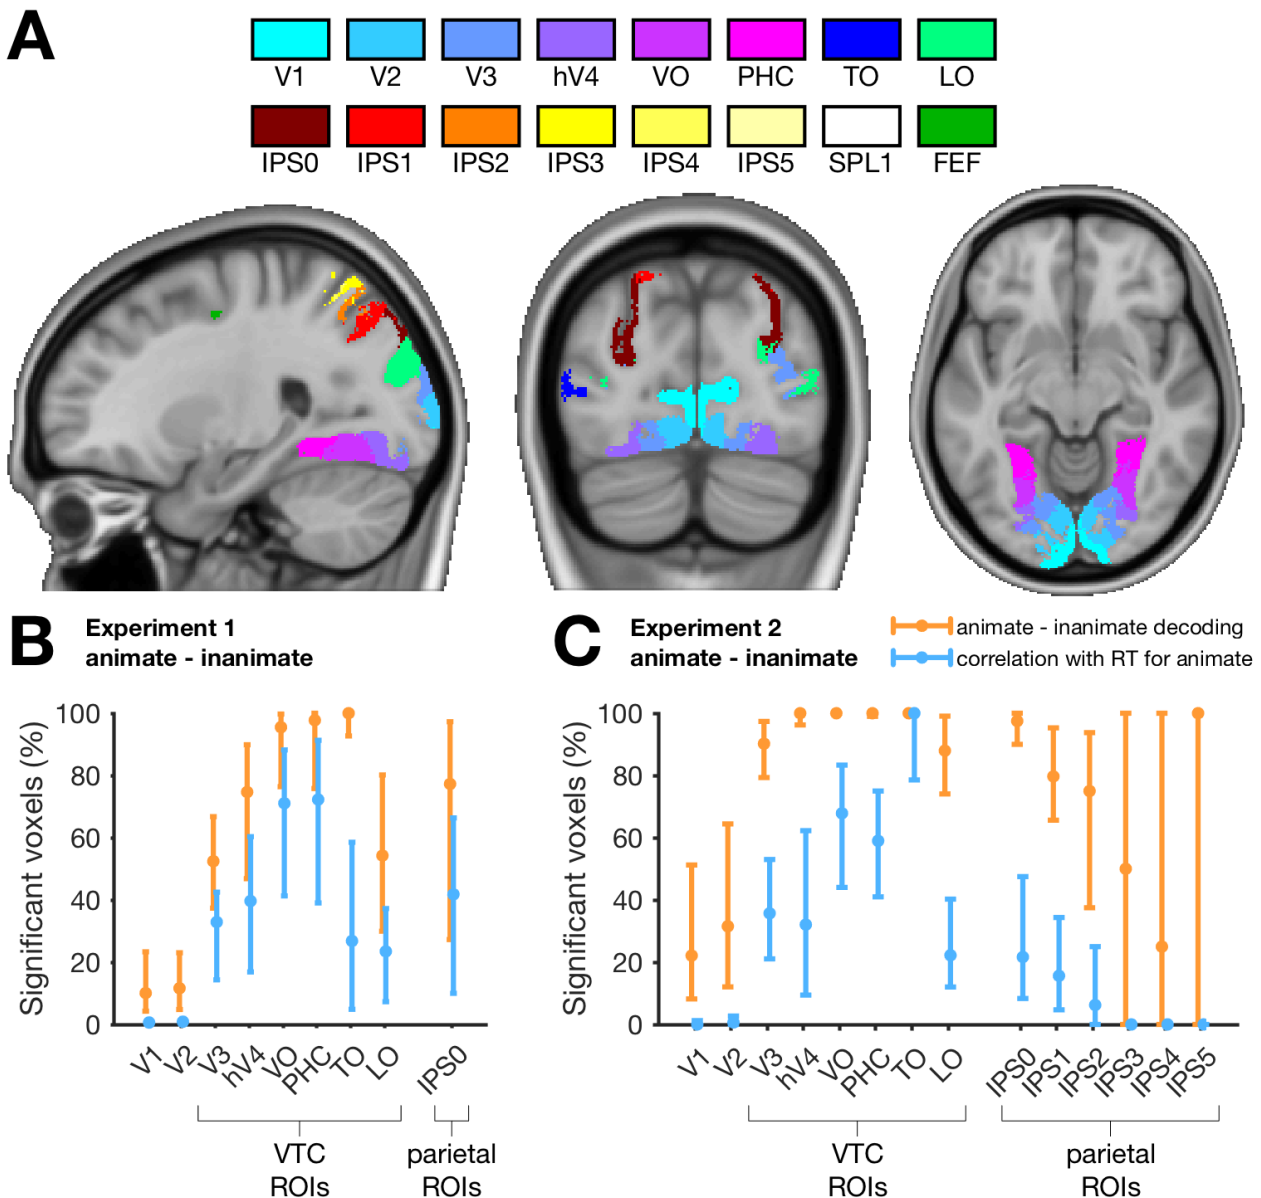 A
V1 V2 V3 hV4 VO PHC TO LO
IPS0 IPS1 IPS2 IPS3 IPS4 IPS5 SPL1 FEF
B
Experiment 1
animate - inanimate
Significant voxels (%)
100
80
60
40
20
0
V1 V2 V3 hV4 VO PHC TO LO IPS0
VTC
ROIs
parietal
ROIs
C
Experiment 2
animate - inanimate
animate - inanimate decoding
correlation with RT for animate
Significant voxels (%)
100
80
60
40
20
0
V1 V2 V3 hV4 VO PHC TO LO IPS0 IPS1 IPS2 IPS3 IPS4 IPS5
VTC
ROIs
parietal
ROIs